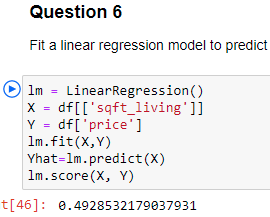 Question 6
Fit a linear regression model to predict
lm = LinearRegression()
X = df[['sqft_living']]
Y = df['price']
lm.fit(X,Y)
Yhat=lm.predict(X)
lm.score(X, Y)
t[46]: 0.4928532179037931